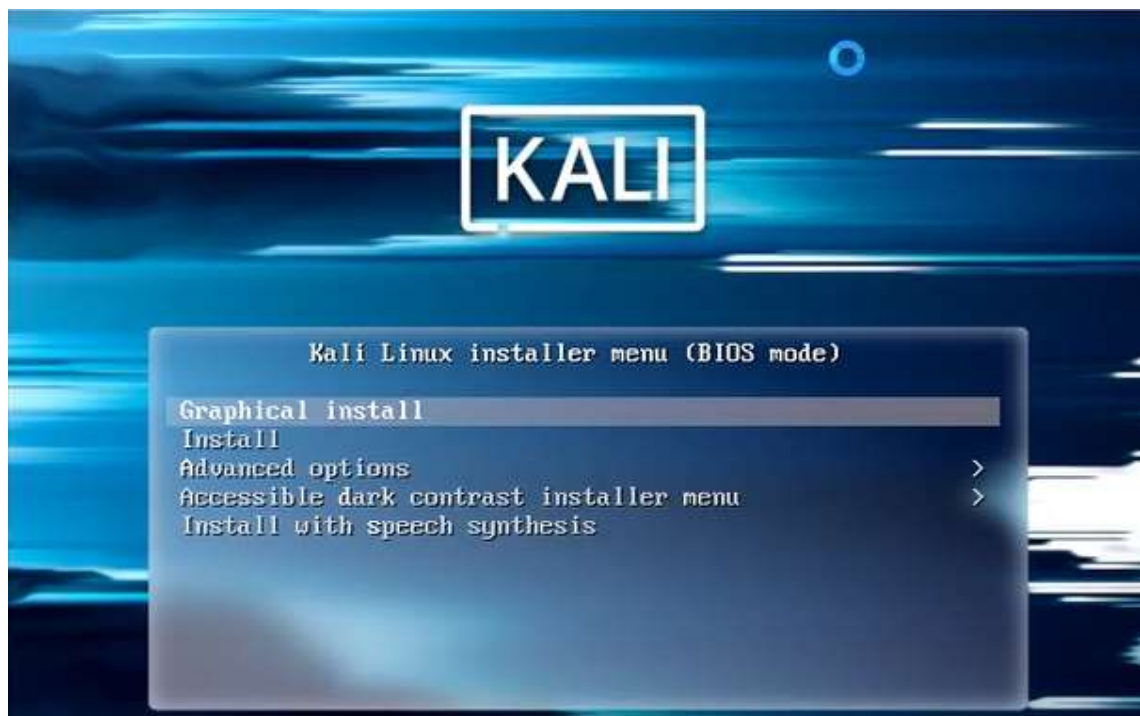 KALI
Kali Linux installer menu (BIOS mode)
Graphical install
Install
Advanced options >
Accessible dark contrast installer menu >
Install with speech synthesis